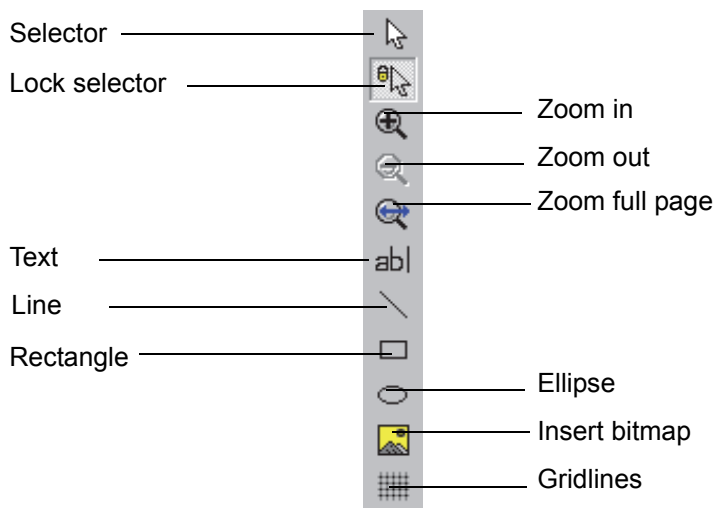 Selector
Lock selector
Zoom in
Zoom out
Zoom full page
Text
ab
Line
Rectangle
Ellipse
Insert bitmap
Gridlines